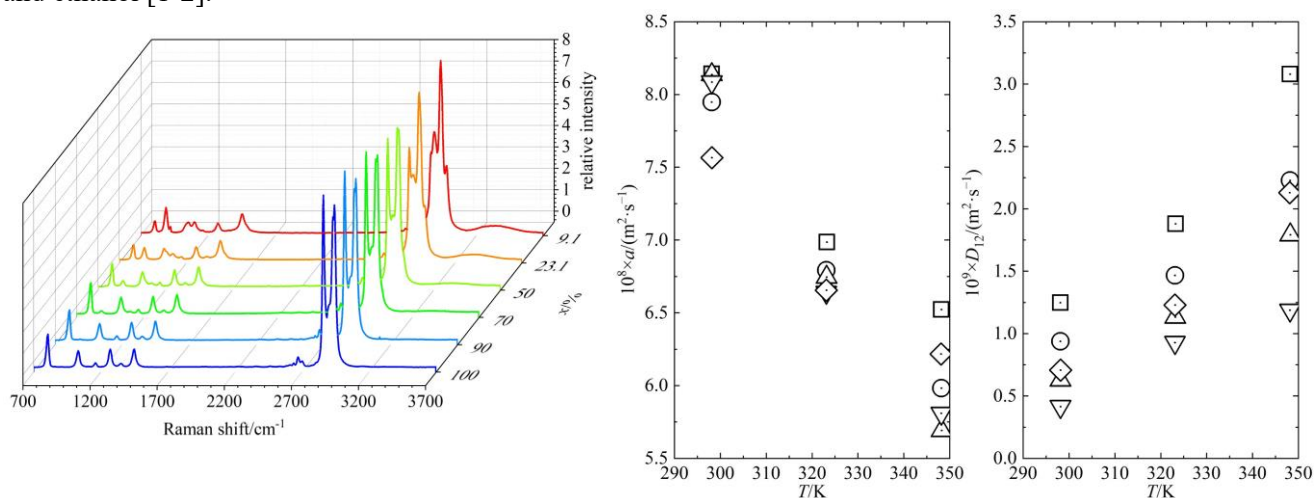 and ethanol [1-2].
8
7
6
5
4
3
2
1
0
relative intensity
9.1
23.1
50
70
90
100
x/%
700 1200 1700 2200 2700 3200 3700
Raman shift/cm⁻¹
8.5
8.0
7.5
7.0
6.5
6.0
5.5
10⁸×a/(m²·s⁻¹)
290 300 310 320 330 340 350
T/K
3.5
3.0
2.5
2.0
1.5
1.0
0.5
0.0
10⁹×D₁₂/(m²·s⁻¹)
290 300 310 320 330 340 350
T/K